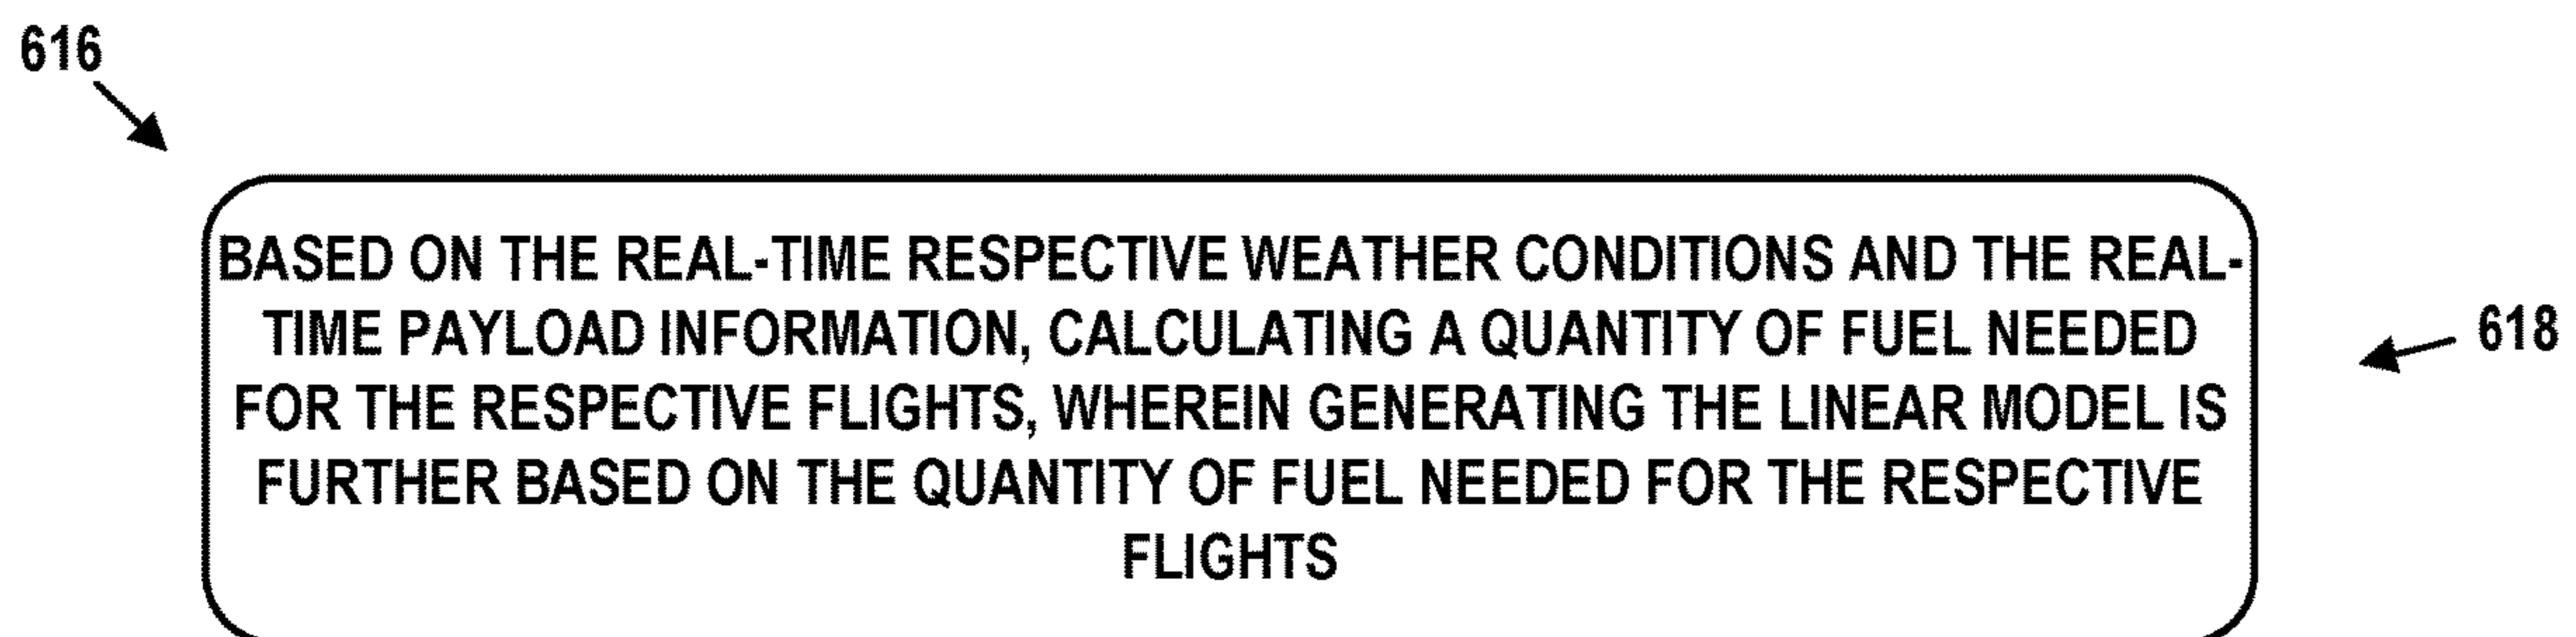 616
BASED ON THE REAL-TIME RESPECTIVE WEATHER CONDITIONS AND THE REAL-
TIME PAYLOAD INFORMATION, CALCULATING A QUANTITY OF FUEL NEEDED
618
FOR THE RESPECTIVE FLIGHTS, WHEREIN GENERATING THE LINEAR MODEL IS
FURTHER BASED ON THE QUANTITY OF FUEL NEEDED FOR THE RESPECTIVE
FLIGHTS